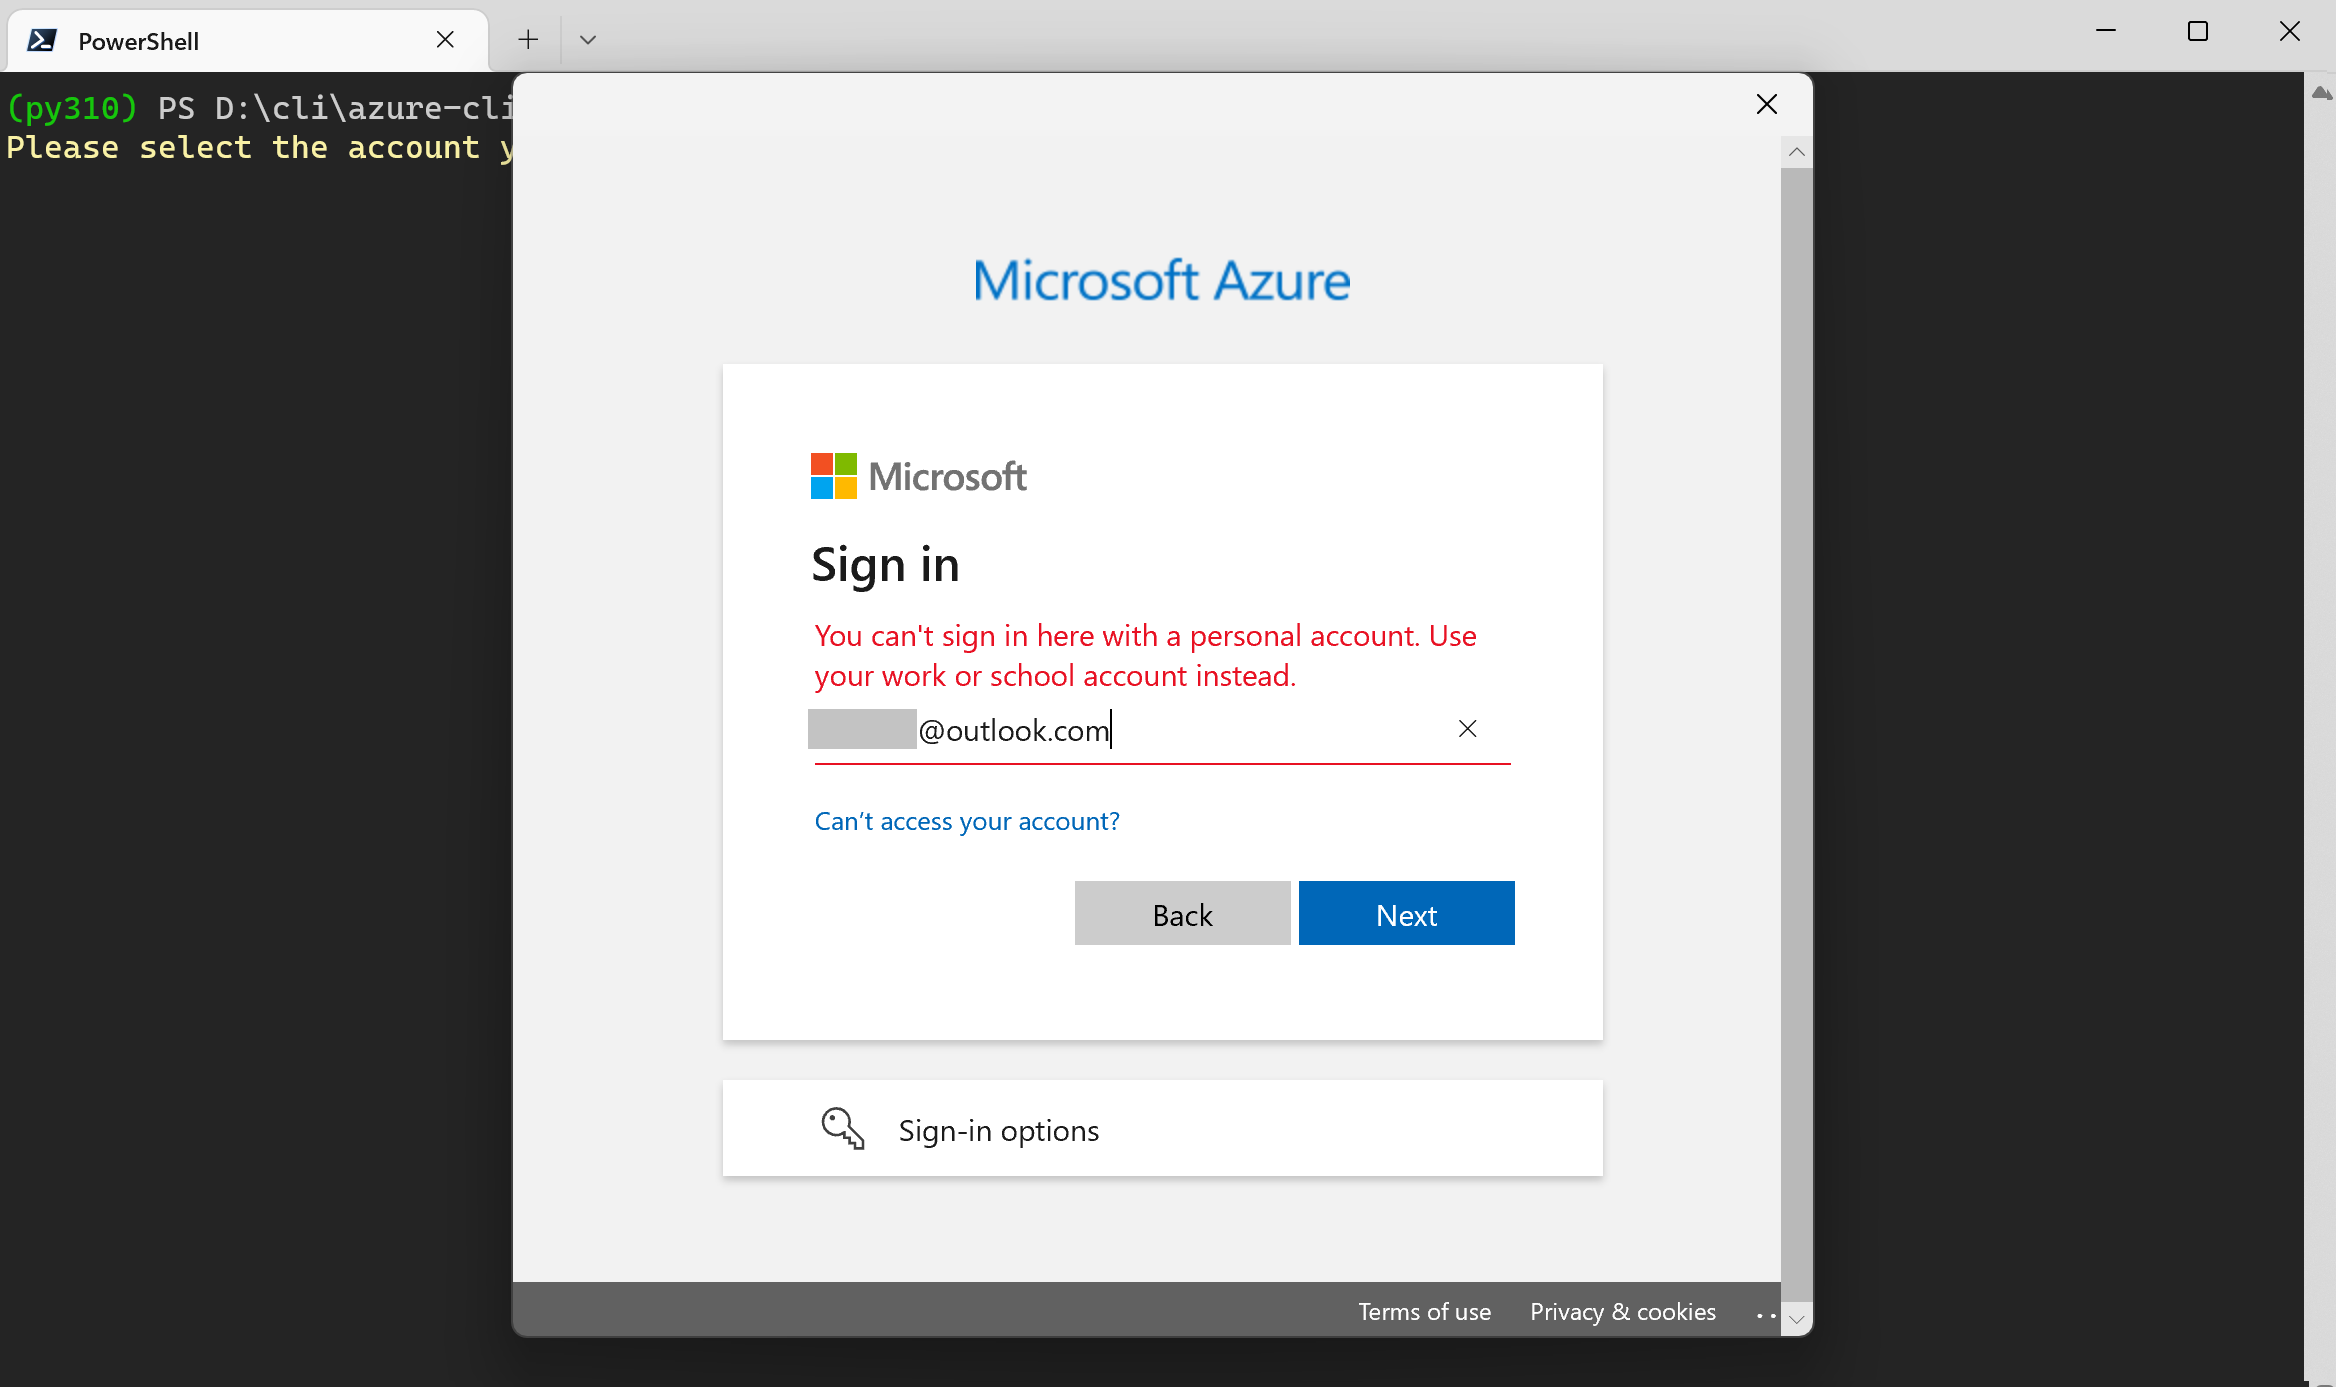 PowerShell
(py310) PS D:\cli\azure-cli
Please select the account y
Microsoft Azure
Microsoft
Sign in
You can't sign in here with a personal account. Use
your work or school account instead.
@outlook.com
Can’t access your account?
Back
Next
Sign-in options
Terms of use
Privacy & cookies